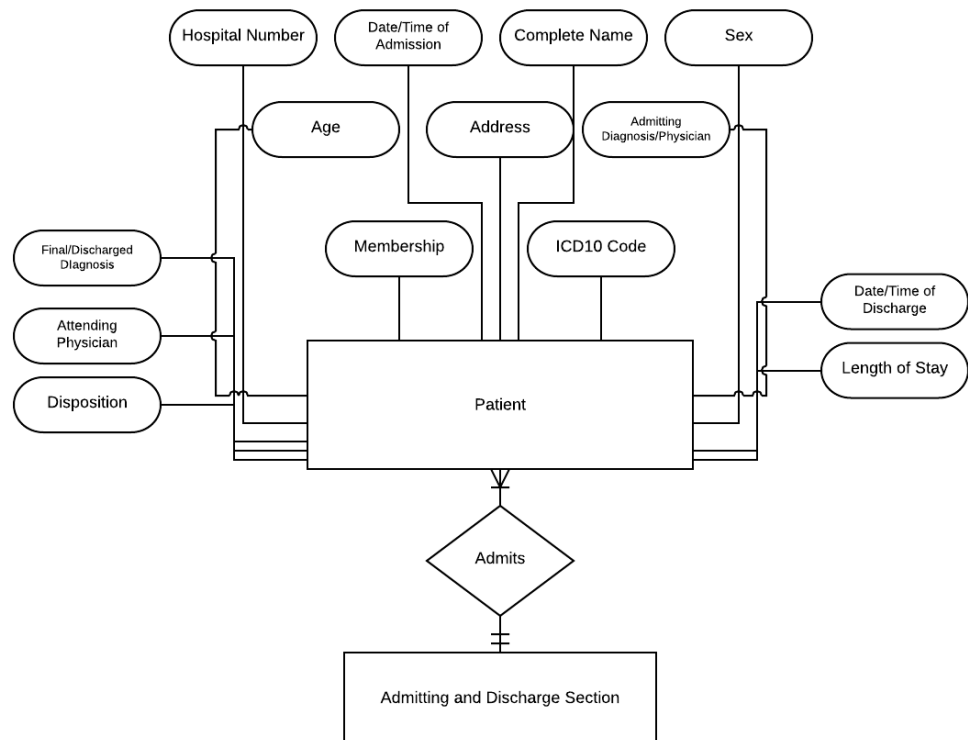 Hospital Number
Date/Time of
Admission
Complete Name
Sex
Age
Address
Admitting
Diagnosis/Physician
Membership
ICD10 Code
Final/Discharged
DIagnosis
Attending
Physician
Disposition
Date/Time of
Discharge
Length of Stay
Patient
Admits
Admitting and Discharge Section